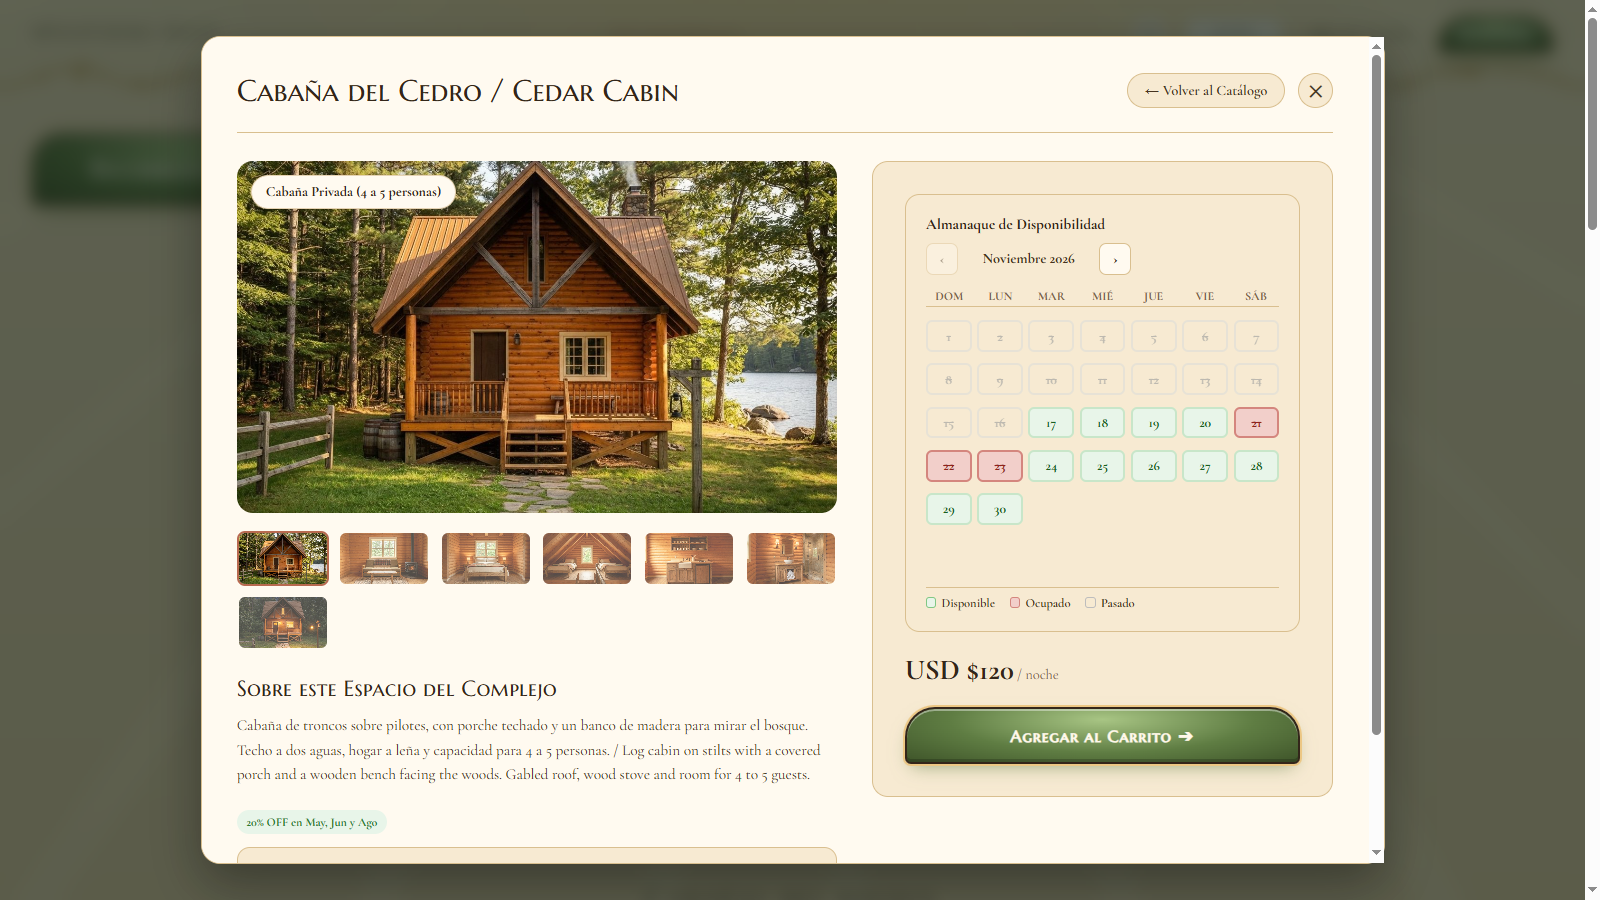 Cabaña del Cedro / Cedar Cabin
← Volver al Catálogo
×
Cabaña Privada (4 a 5 personas)
Almanaque de Disponibilidad
‹ Noviembre 2026 ›
DOM LUN MAR MIÉ JUE VIE SÁB
1 2 3 4 5 6 7
8 9 10 11 12 13 14
15 16 17 18 19 20 21
22 23 24 25 26 27 28
29 30
Disponible Ocupado Pasado
USD $120 / noche
Agregar al Carrito ➔
Sobre este Espacio del Complejo
Cabaña de troncos sobre pilotes, con porche techado y un banco de madera para mirar el bosque.
Techo a dos aguas, hogar a leña y capacidad para 4 a 5 personas. / Log cabin on stilts with a covered
porch and a wooden bench facing the woods. Gabled roof, wood stove and room for 4 to 5 guests.
20% OFF en May, Jun y Ago